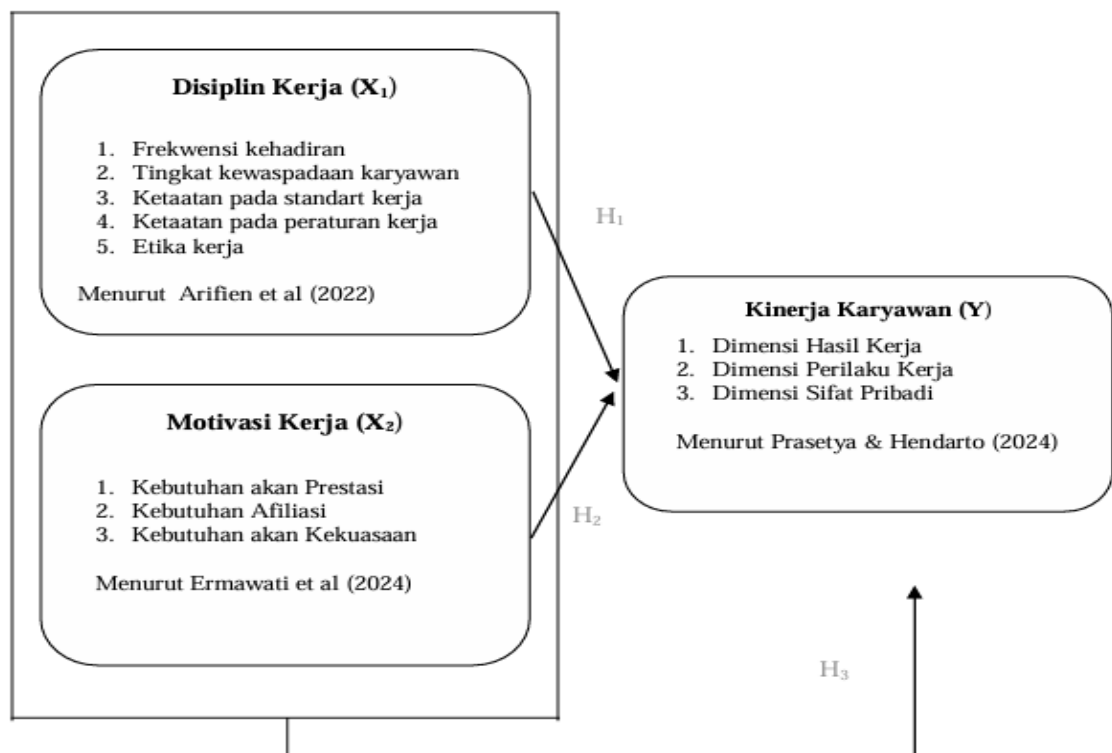 Disiplin Kerja (X₁)
1. Frekwensi kehadiran
2. Tingkat kewaspadaan karyawan
3. Ketaatan pada standart kerja
4. Ketaatan pada peraturan kerja
5. Etika kerja
Menurut Arifien et al (2022)
H₁
Kinerja Karyawan (Y)
1. Dimensi Hasil Kerja
2. Dimensi Perilaku Kerja
3. Dimensi Sifat Pribadi
Menurut Prasetya & Hendarto (2024)
Motivasi Kerja (X₂)
1. Kebutuhan akan Prestasi
2. Kebutuhan Afiliasi
3. Kebutuhan akan Kekuasaan
Menurut Ermawati et al (2024)
H₂
H₃